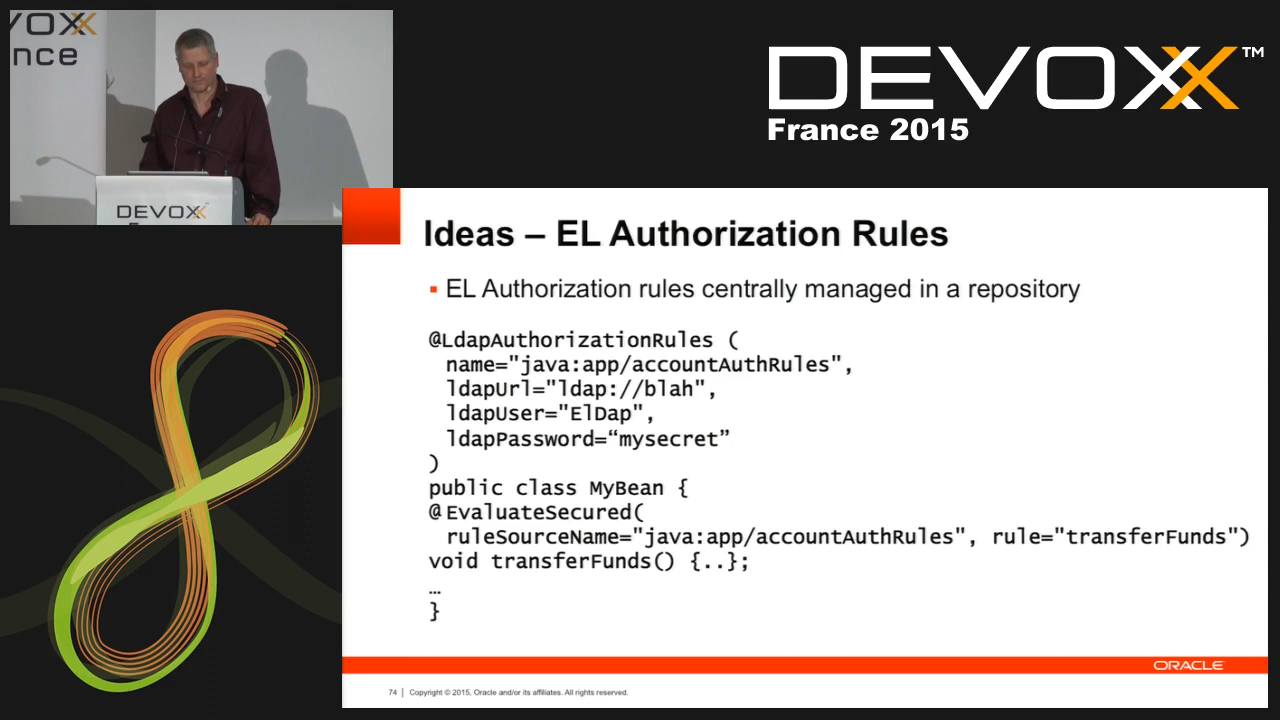 VOXX
nce
DEVOXX
DEVOXX™
France 2015
Ideas – EL Authorization Rules
▪ EL Authorization rules centrally managed in a repository
@LdapAuthorizationRules (
name="java:app/accountAuthRules",
ldapUrl="ldap://blah",
ldapUser="ElDap",
ldapPassword=“mysecret”
)
public class MyBean {
@EvaluateSecured(
ruleSourceName="java:app/accountAuthRules", rule="transferFunds")
void transferFunds() {..};
…
}
ORACLE
74 | Copyright © 2015, Oracle and/or its affiliates. All rights reserved.